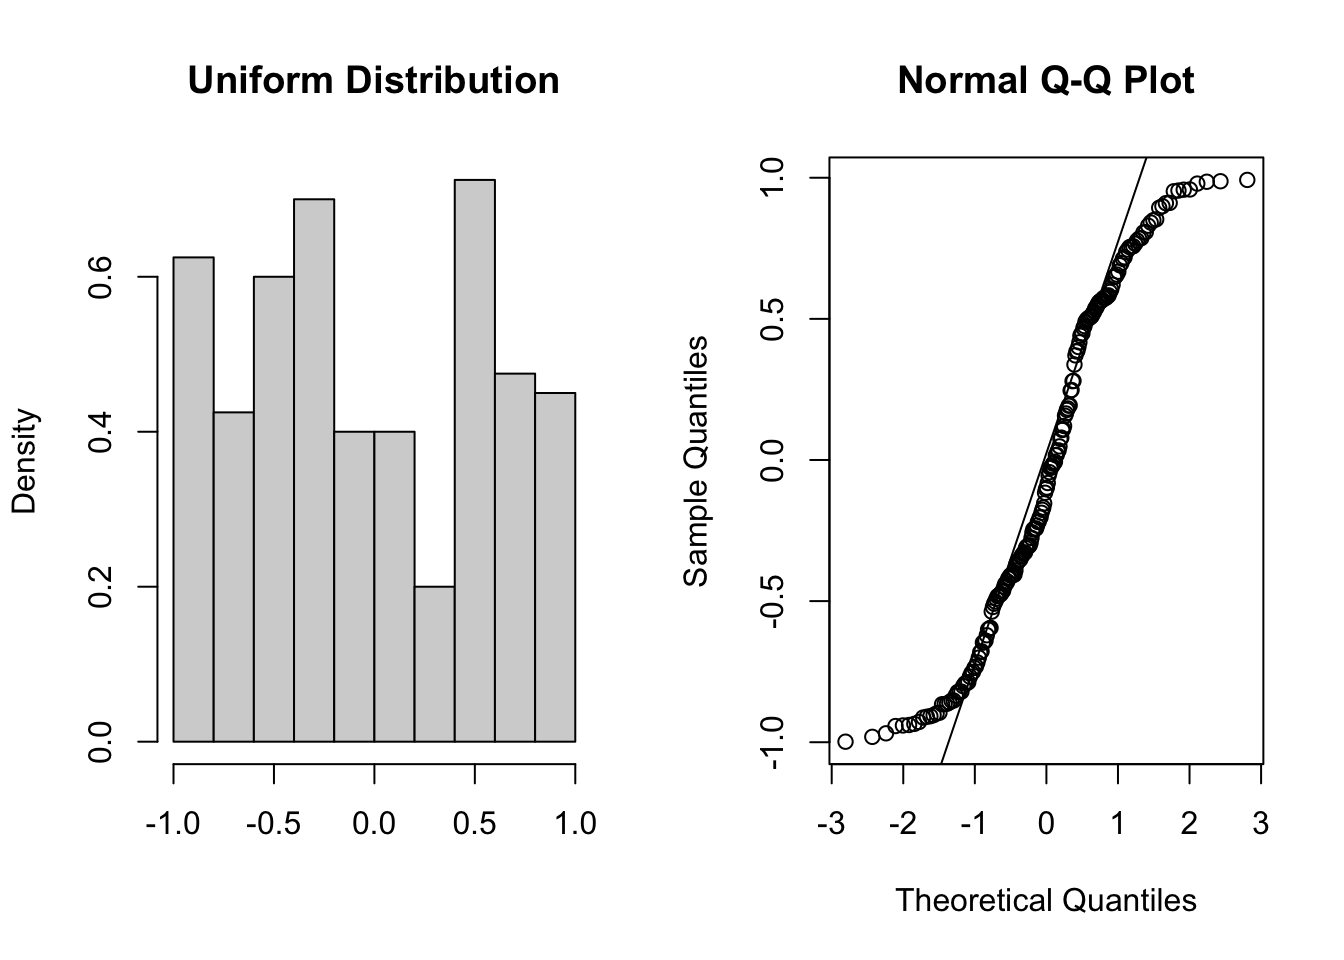 Uniform Distribution
Density
0.0
0.2
0.4
0.6
-1.0 -0.5 0.0 0.5 1.0
Normal Q-Q Plot
Sample Quantiles
-1.0
-0.5
0.0
0.5
1.0
-3 -2 -1 0 1 2 3
Theoretical Quantiles